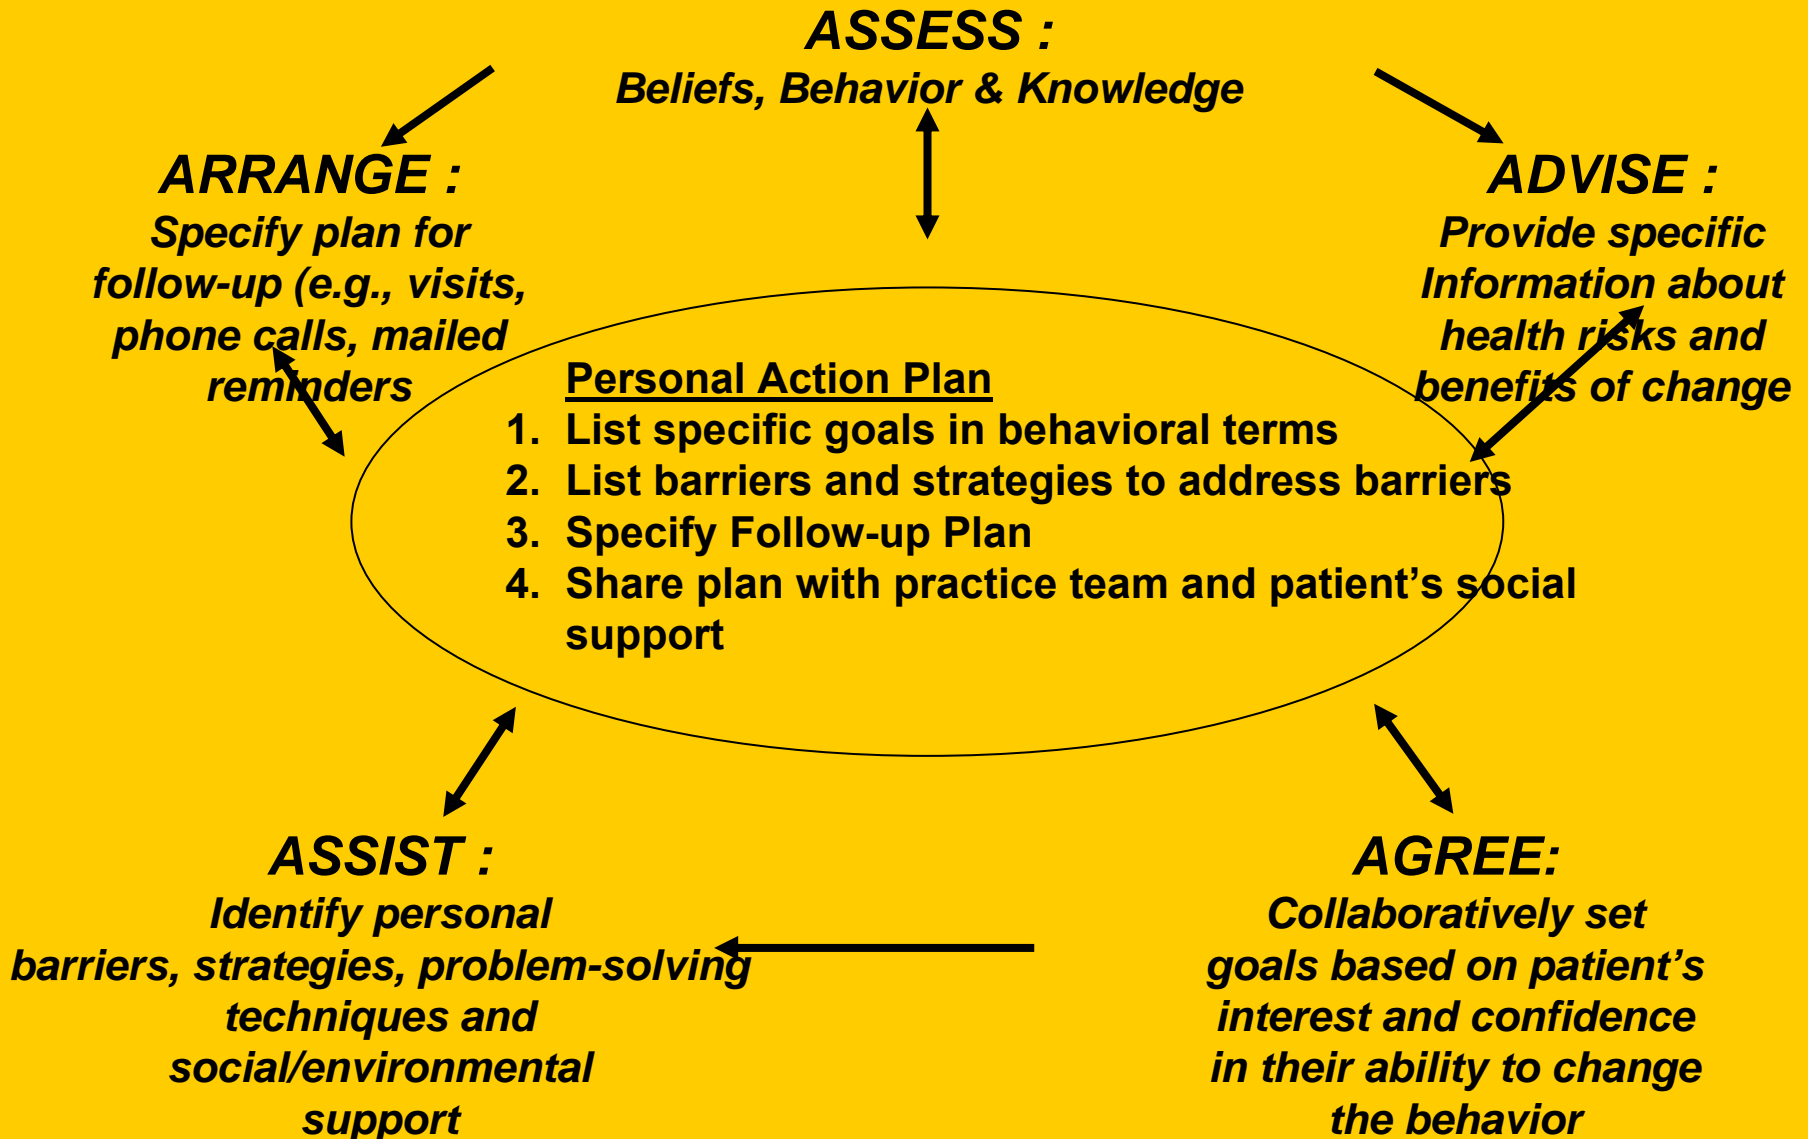 ASSESS :
Beliefs, Behavior & Knowledge
ARRANGE :
Specify plan for
follow-up (e.g., visits,
phone calls, mailed
reminders
ADVISE :
Provide specific
Information about
health risks and
benefits of change
Personal Action Plan
1. List specific goals in behavioral terms
2. List barriers and strategies to address barriers
3. Specify Follow-up Plan
4. Share plan with practice team and patient’s social
support
ASSIST :
Identify personal
barriers, strategies, problem-solving
techniques and
social/environmental
support
AGREE:
Collaboratively set
goals based on patient’s
interest and confidence
in their ability to change
the behavior